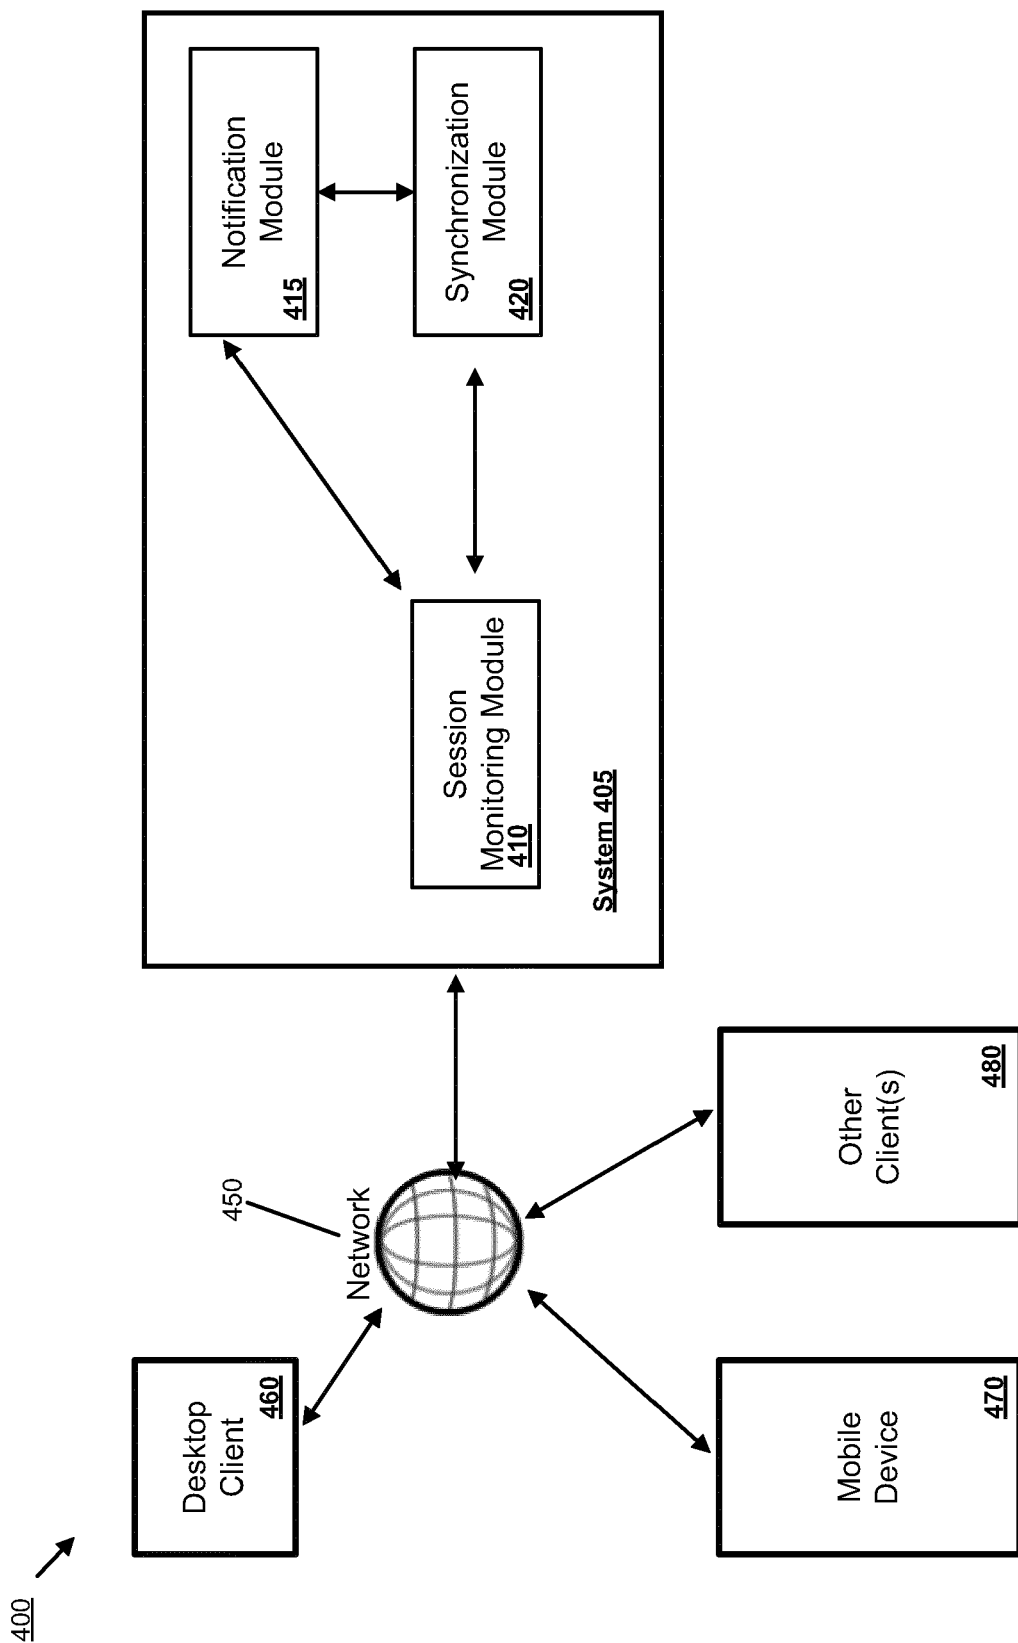 400
Desktop
Client
460
450
Network
Mobile
Device
470
Other
Client(s)
480
Notification
Module
415
Session
Monitoring Module
410
Synchronization
Module
420
System 405